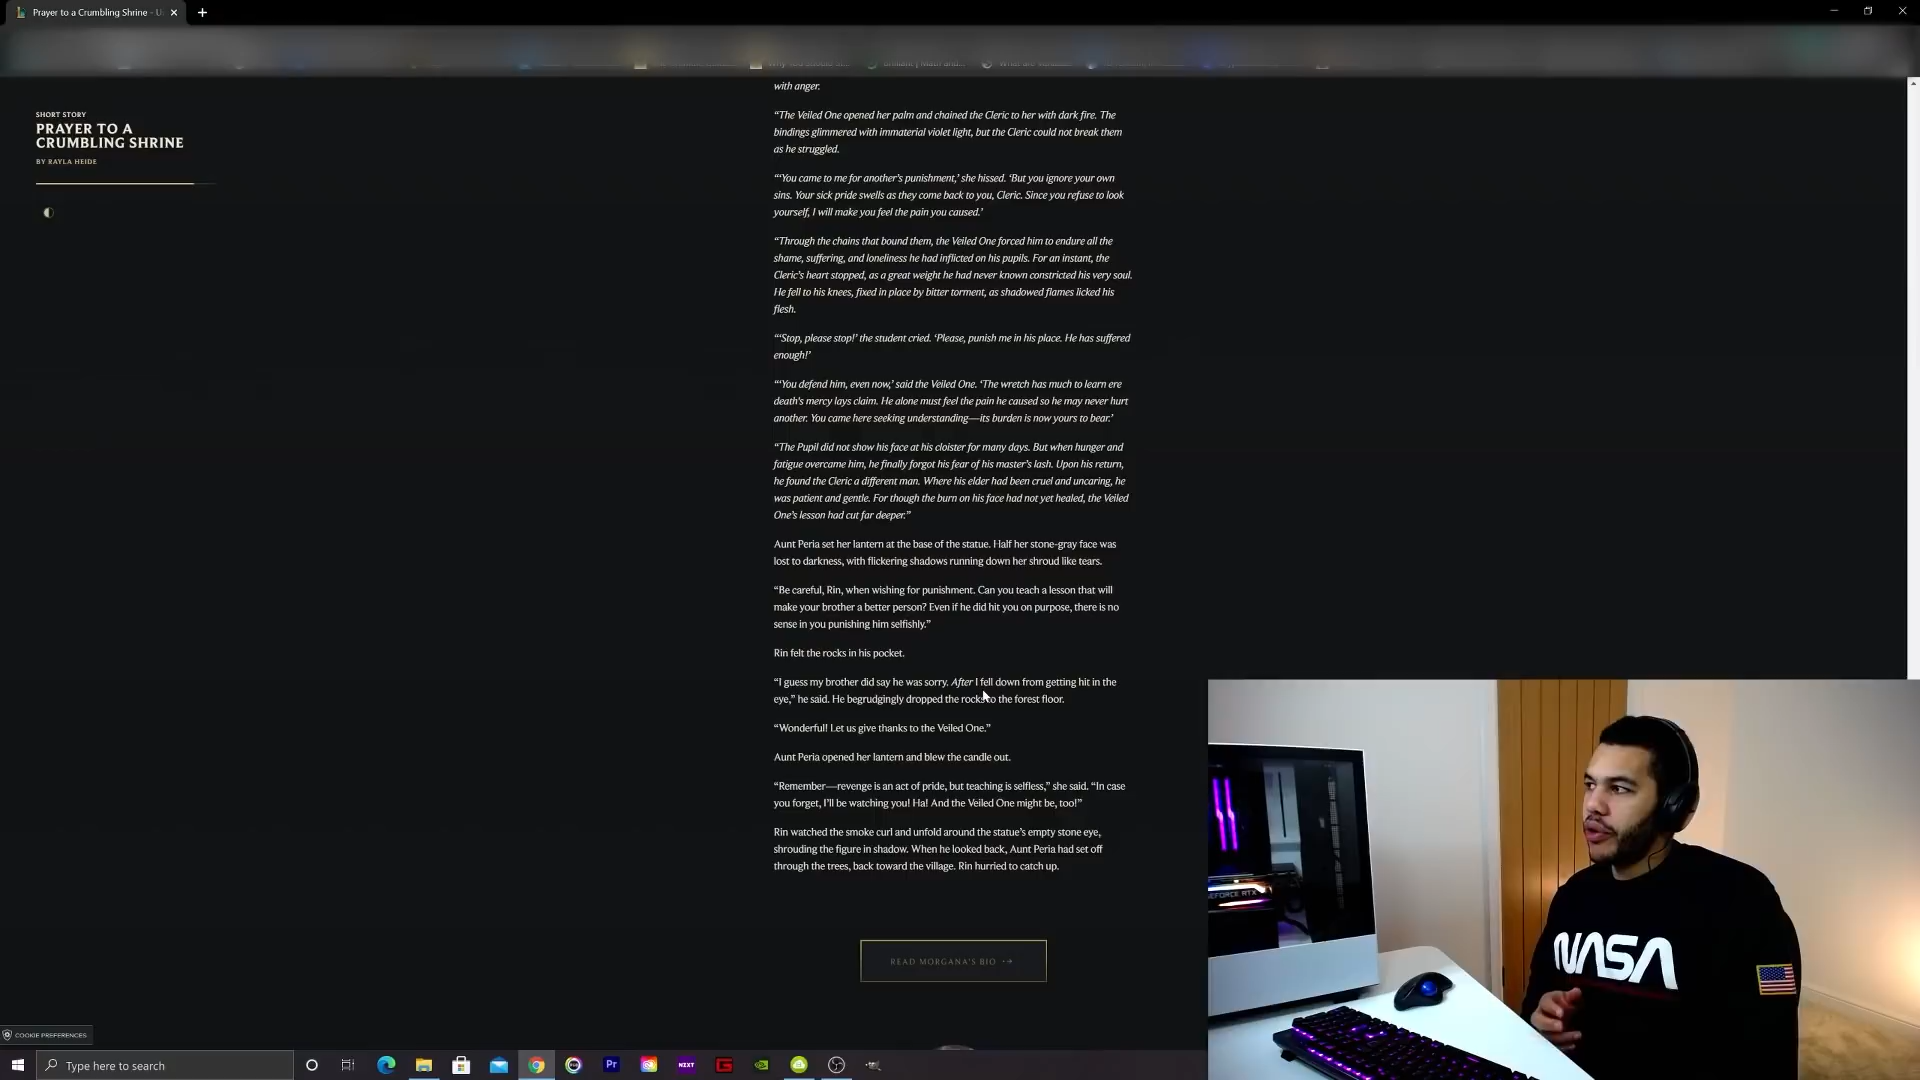 Prayer to a Crumbling Shrine - U
SHORT STORY
PRAYER TO A
CRUMBLING SHRINE
BY RAYLA HEIDE
with anger.
“The Veiled One opened her palm and chained the Cleric to her with dark fire. The
bindings glimmered with immaterial violet light, but the Cleric could not break them
as he struggled.
“‘You came to me for another’s punishment,’ she hissed. ‘But you ignore your own
sins. Your sick pride swells as they come back to you, Cleric. Since you refuse to look
yourself, I will make you feel the pain you caused.’
“Through the chains that bound them, the Veiled One forced him to endure all the
shame, suffering, and loneliness he had inflicted on his pupils. For an instant, the
Cleric’s heart stopped, as a great weight he had never known constricted his very soul.
He fell to his knees, fixed in place by bitter torment, as shadowed flames licked his
flesh.
“‘Stop, please stop!’ the student cried. ‘Please, punish me in his place. He has suffered
enough!’
“‘You defend him, even now,’ said the Veiled One. ‘The wretch has much to learn ere
death’s mercy lays claim. He alone must feel the pain he caused so he may never hurt
another. You came here seeking understanding—its burden is now yours to bear.’
“The Pupil did not show his face at his cloister for many days. But when hunger and
fatigue overcame him, he finally forgot his fear of his master’s lash. Upon his return,
he found the Cleric a different man. Where his elder had been cruel and uncaring, he
was patient and gentle. For though the burn on his face had not yet healed, the Veiled
One’s lesson had cut far deeper.”
Aunt Peria set her lantern at the base of the statue. Half her stone-gray face was
lost to darkness, with flickering shadows running down her shroud like tears.
“Be careful, Rin, when wishing for punishment. Can you teach a lesson that will
make your brother a better person? Even if he did hit you on purpose, there is no
sense in you punishing him selfishly.”
Rin felt the rocks in his pocket.
“I guess my brother did say he was sorry. After I fell down from getting hit in the
eye,” he said. He begrudgingly dropped the rocks to the forest floor.
“Wonderful! Let us give thanks to the Veiled One.”
Aunt Peria opened her lantern and blew the candle out.
“Remember—revenge is an act of pride, but teaching is selfless,” she said. “In case
you forget, I’ll be watching you! Ha! And the Veiled One might be, too!”
Rin watched the smoke curl and unfold around the statue’s empty stone eye,
shrouding the figure in shadow. When he looked back, Aunt Peria had set off
through the trees, back toward the village. Rin hurried to catch up.
READ MORGANA'S BIO
GEFORCE RTX
NASA
COOKIE PREFERENCES
Type here to search
Pr
NZXT